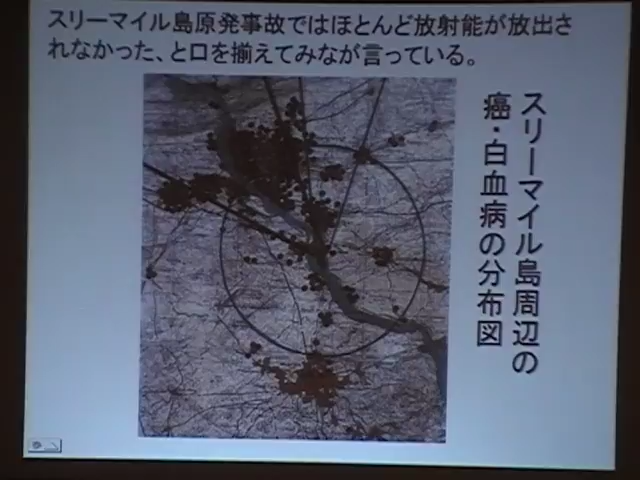 スリーマイル島原発事故ではほとんど放射能が放出さ
れなかった、と口を揃えてみなが言っている。
スリーマイル島周辺の
癌・白血病の分布図